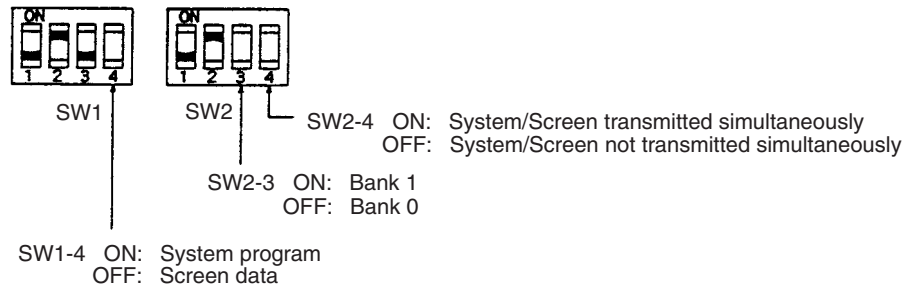 ON ON
1 2 3 4 1 2 3 4
SW1 SW2
SW2-4 ON: System/Screen transmitted simultaneously
OFF: System/Screen not transmitted simultaneously
SW2-3 ON: Bank 1
OFF: Bank 0
SW1-4 ON: System program
OFF: Screen data